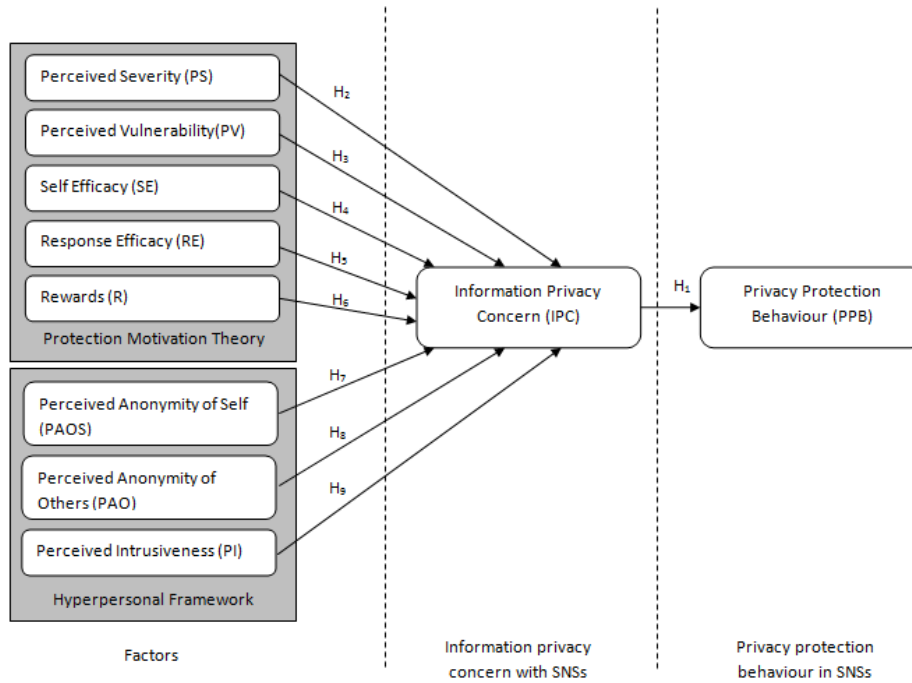 Perceived Severity (PS)
Perceived Vulnerability(PV)
Self Efficacy (SE)
Response Efficacy (RE)
Rewards (R)
Protection Motivation Theory
Perceived Anonymity of Self
(PAOS)
Perceived Anonymity of
Others (PAO)
Perceived Intrusiveness (PI)
Hyperpersonal Framework
Factors
H₂
H₃
H₄
H₅
H₆
H₇
H₈
H₉
Information Privacy
Concern (IPC)
Information privacy
concern with SNSs
H₁
Privacy Protection
Behaviour (PPB)
Privacy protection
behaviour in SNSs